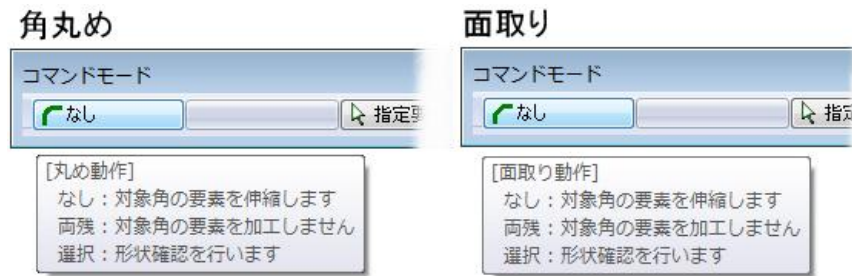 角丸め
コマンドモード
なし
指定
[丸め動作]
なし：対象角の要素を伸縮します
両残：対象角の要素を加工しません
選択：形状確認を行います
面取り
コマンドモード
なし
指定
[面取り動作]
なし：対象角の要素を伸縮します
両残：対象角の要素を加工しません
選択：形状確認を行います